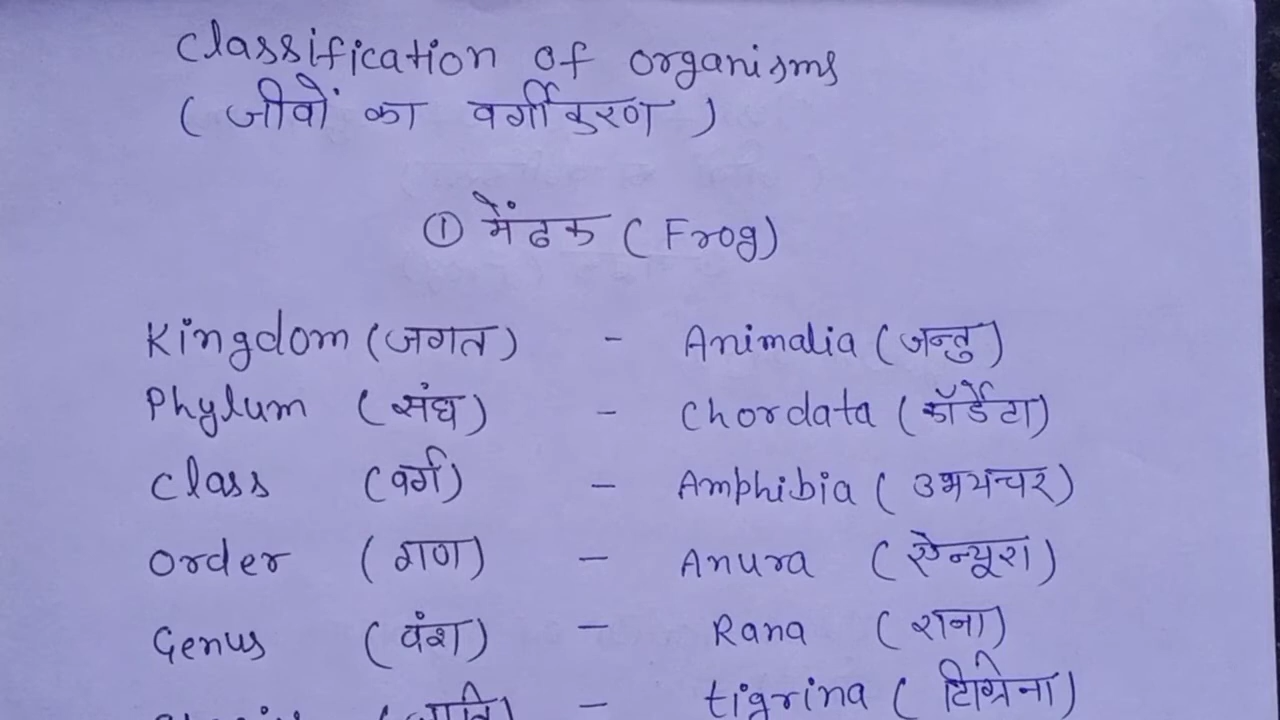 Classification of organisms
( जीवों का वर्गीकरण )
① मेंढक ( Frog)
Kingdom (जगत) - Animalia (जन्तु)
Phylum (संघ) - Chordata (कॉर्डेटा)
Class (वर्ग) - Amphibia ( उभयचर)
Order (गण) - Anura (ऐन्यूरा)
Genus (वंश) - Rana (राना)
(जाति) - tigrina ( टिग्रिना)